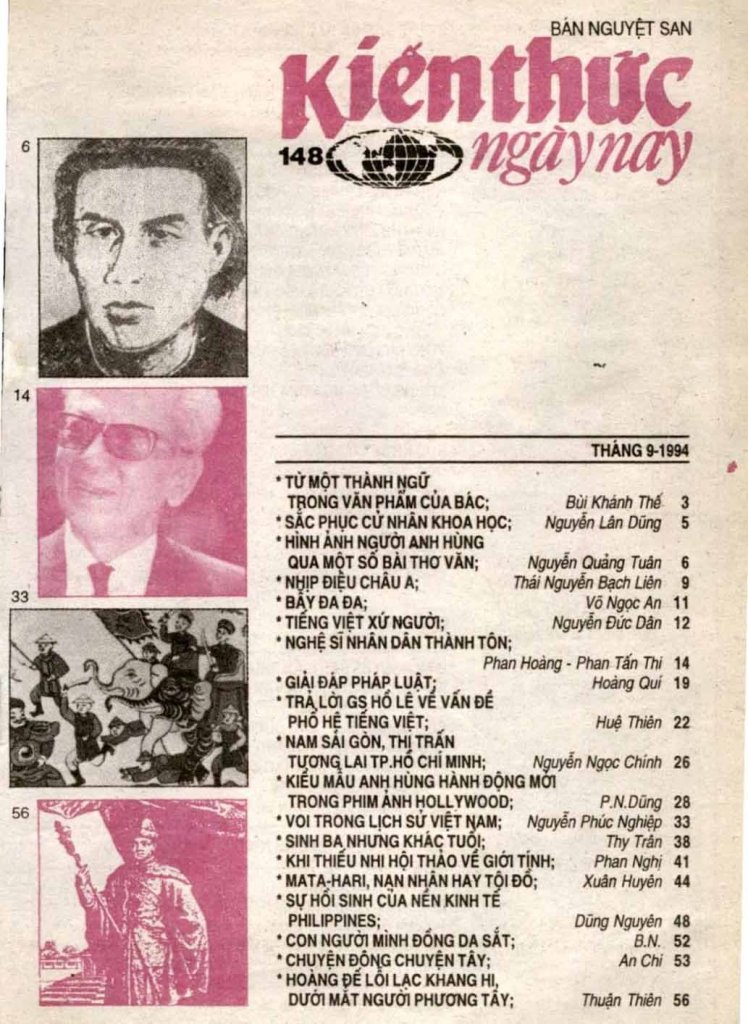 BÁN NGUYỆT SAN
Kiến thức
148 ngày nay
6
14
33
56
THÁNG 9-1994
* TỪ MỘT THÀNH NGỮ
TRONG VĂN PHẨM CỦA BÁC; Bùi Khánh Thế 3
* SẮC PHỤC CỬ NHÂN KHOA HỌC; Nguyễn Lân Dũng 5
* HÌNH ẢNH NGƯỜI ANH HÙNG
QUA MỘT SỐ BÀI THƠ VĂN; Nguyễn Quảng Tuân 6
* NHỊP ĐIỆU CHÂU Á; Thái Nguyễn Bạch Liên 9
* BẪY ĐA ĐA; Võ Ngọc An 11
* TIẾNG VIỆT XỨ NGƯỜI; Nguyễn Đức Dân 12
* NGHỆ SĨ NHÂN DÂN THÀNH TÔN;
Phan Hoàng - Phan Tấn Thi 14
* GIẢI ĐÁP PHÁP LUẬT; Hoàng Quí 19
* TRẢ LỜI GS HỒ LÊ VỀ VẤN ĐỀ
PHỔ HỆ TIẾNG VIỆT; Huệ Thiên 22
* NAM SÀI GÒN, THỊ TRẤN
TƯƠNG LAI TP.HỒ CHÍ MINH; Nguyễn Ngọc Chính 26
* KIỂU MẪU ANH HÙNG HÀNH ĐỘNG MỚI
TRONG PHIM ẢNH HOLLYWOOD; P.N.Dũng 28
* VOI TRONG LỊCH SỬ VIỆT NAM; Nguyễn Phúc Nghiệp 33
* SINH BA NHƯNG KHÁC TUỔI; Thy Trân 38
* KHI THIẾU NHI HỘI THẢO VỀ GIỚI TÍNH; Phan Nghị 41
* MATA-HARI, NẠN NHÂN HAY TỘI ĐỒ; Xuân Huyên 44
* SỰ HỒI SINH CỦA NỀN KINH TẾ
PHILIPPINES; Dũng Nguyên 48
* CON NGƯỜI MÌNH ĐỒNG DA SẮT; B.N. 52
* CHUYỆN ĐÔNG CHUYỆN TÂY; An Chi 53
* HOÀNG ĐẾ LỖI LẠC KHANG HI,
DƯỚI MẮT NGƯỜI PHƯƠNG TÂY; Thuận Thiên 56